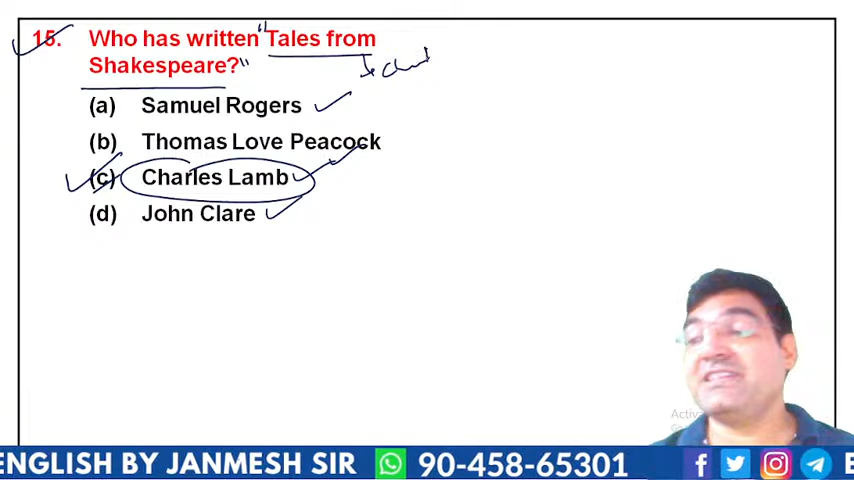 15. Who has written "Tales from
Shakespeare?"
(a) Samuel Rogers
(b) Thomas Love Peacock
(c) Charles Lamb
(d) John Clare
Activ
ENGLISH BY JANMESH SIR 90-458-65301 E